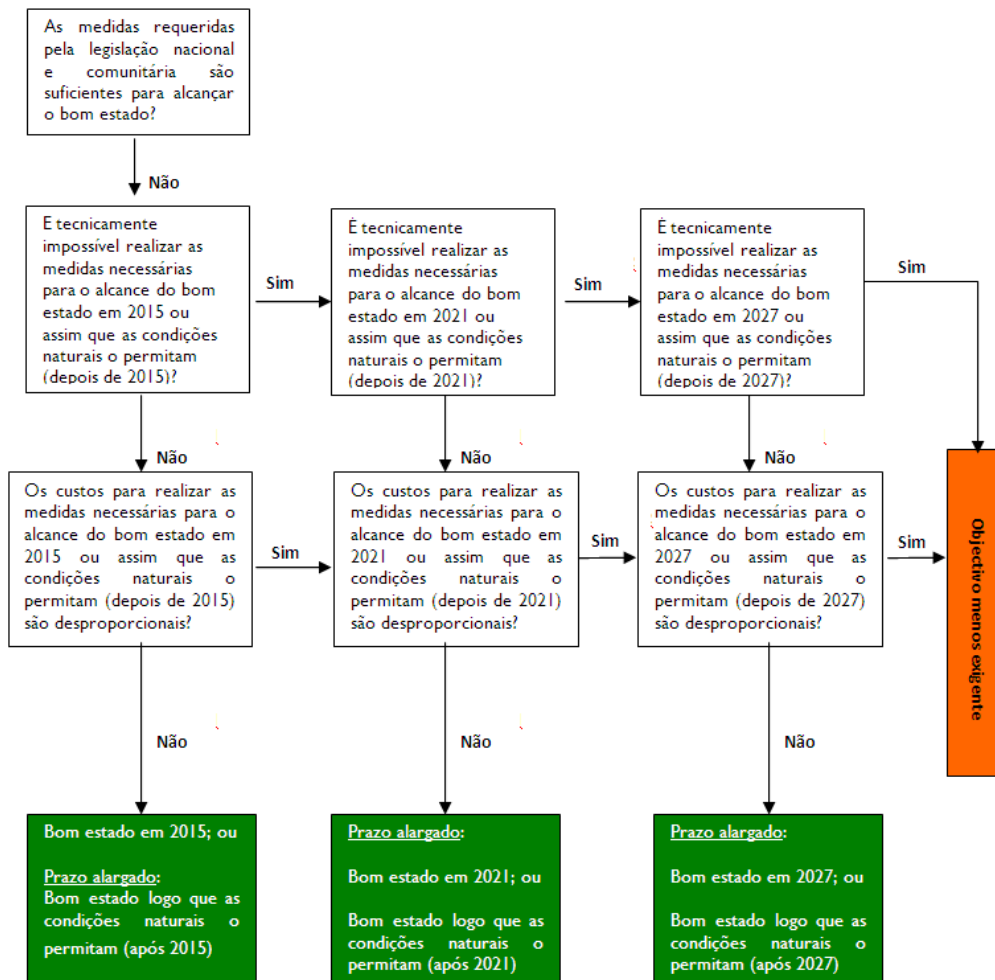 As medidas requeridas
pela legislação nacional
e comunitária são
suficientes para alcançar
o bom estado?
Não
E tecnicamente
impossível realizar as
medidas necessárias
para o alcance do bom
estado em 2015 ou
assim que as condições
naturais o permitam
(depois de 2015)?
Sim
É tecnicamente
impossível realizar as
medidas necessárias
para o alcance do bom
estado em 2021 ou
assim que as condições
naturais o permitam
(depois de 2021)?
Sim
É tecnicamente
impossível realizar as
medidas necessárias
para o alcance do bom
estado em 2027 ou
assim que as condições
naturais o permitam
(depois de 2027)?
Sim
Não
Não
Não
Os custos para realizar as
medidas necessárias para o
alcance do bom estado em
2015 ou assim que as
condições naturais o
permitam (depois de 2015)
são desproporcionais?
Sim
Os custos para realizar as
medidas necessárias para o
alcance do bom estado em
2021 ou assim que as
condições naturais o
permitam (depois de 2021)
são desproporcionais?
Sim
Os custos para realizar as
medidas necessárias para o
alcance do bom estado em
2027 ou assim que as
condições naturais o
permitam (depois de 2027)
são desproporcionais?
Sim
Objectivo menos exigente
Não
Não
Não
Bom estado em 2015; ou
Prazo alargado:
Bom estado logo que as
condições naturais o
permitam (após 2015)
Prazo alargado:
Bom estado em 2021; ou
Bom estado logo que as
condições naturais o
permitam (após 2021)
Prazo alargado:
Bom estado em 2027; ou
Bom estado logo que as
condições naturais o
permitam (após 2027)